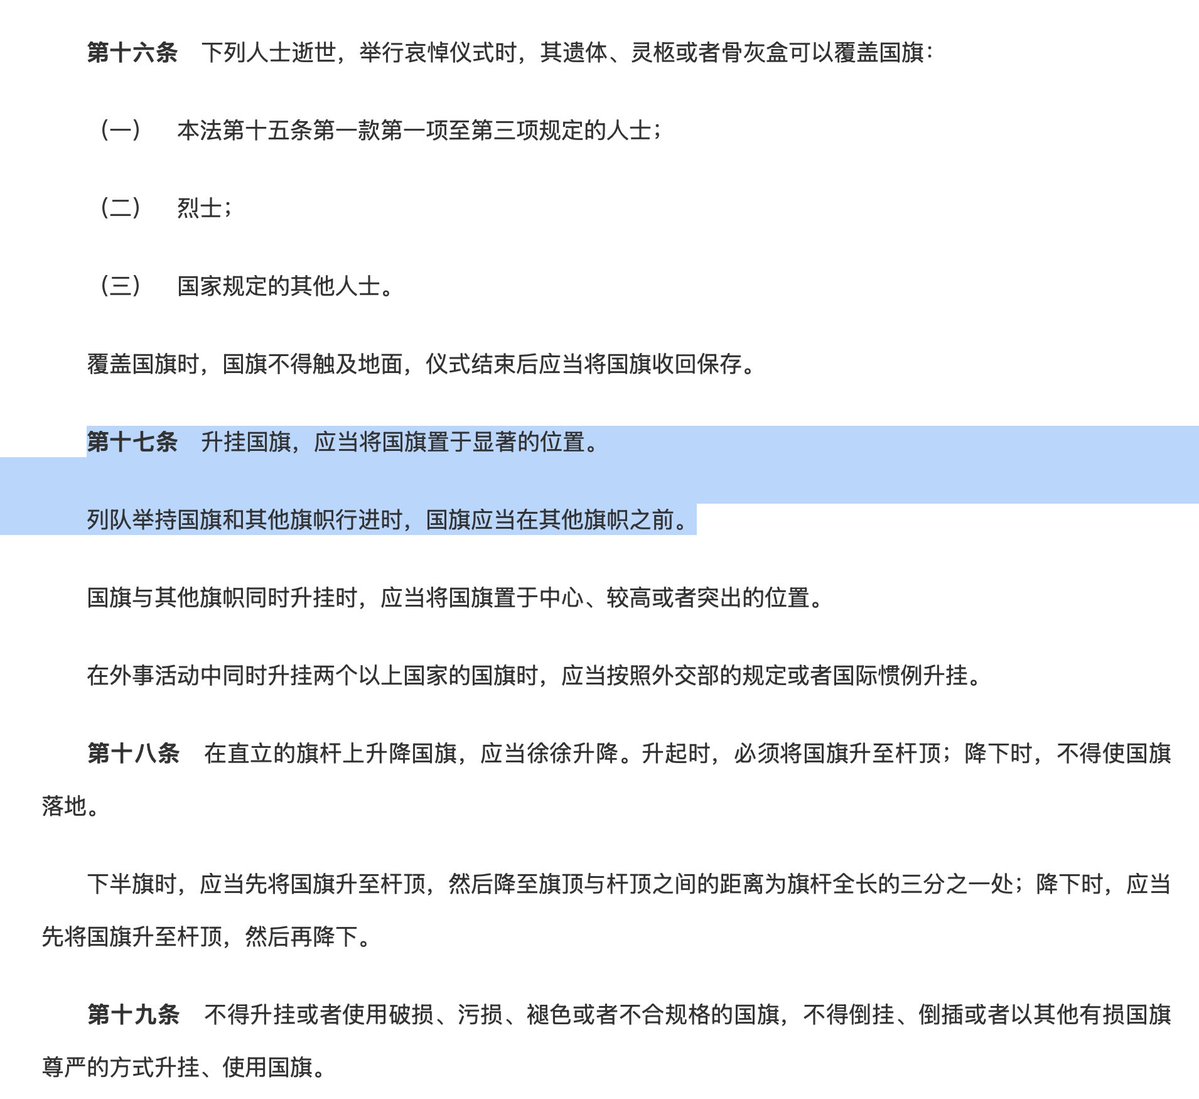 第十六条　下列人士逝世，举行哀悼仪式时，其遗体、灵柩或者骨灰盒可以覆盖国旗：
（一）　本法第十五条第一款第一项至第三项规定的人士；
（二）　烈士；
（三）　国家规定的其他人士。
覆盖国旗时，国旗不得触及地面，仪式结束后应当将国旗收回保存。
第十七条　升挂国旗，应当将国旗置于显著的位置。
列队举持国旗和其他旗帜行进时，国旗应当在其他旗帜之前。
国旗与其他旗帜同时升挂时，应当将国旗置于中心、较高或者突出的位置。
在外事活动中同时升挂两个以上国家的国旗时，应当按照外交部的规定或者国际惯例升挂。
第十八条　在直立的旗杆上升降国旗，应当徐徐升降。升起时，必须将国旗升至杆顶；降下时，不得使国旗
落地。
下半旗时，应当先将国旗升至杆顶，然后降至旗顶与杆顶之间的距离为旗杆全长的三分之一处；降下时，应当
先将国旗升至杆顶，然后再降下。
第十九条　不得升挂或者使用破损、污损、褪色或者不合规格的国旗，不得倒挂、倒插或者以其他有损国旗
尊严的方式升挂、使用国旗。